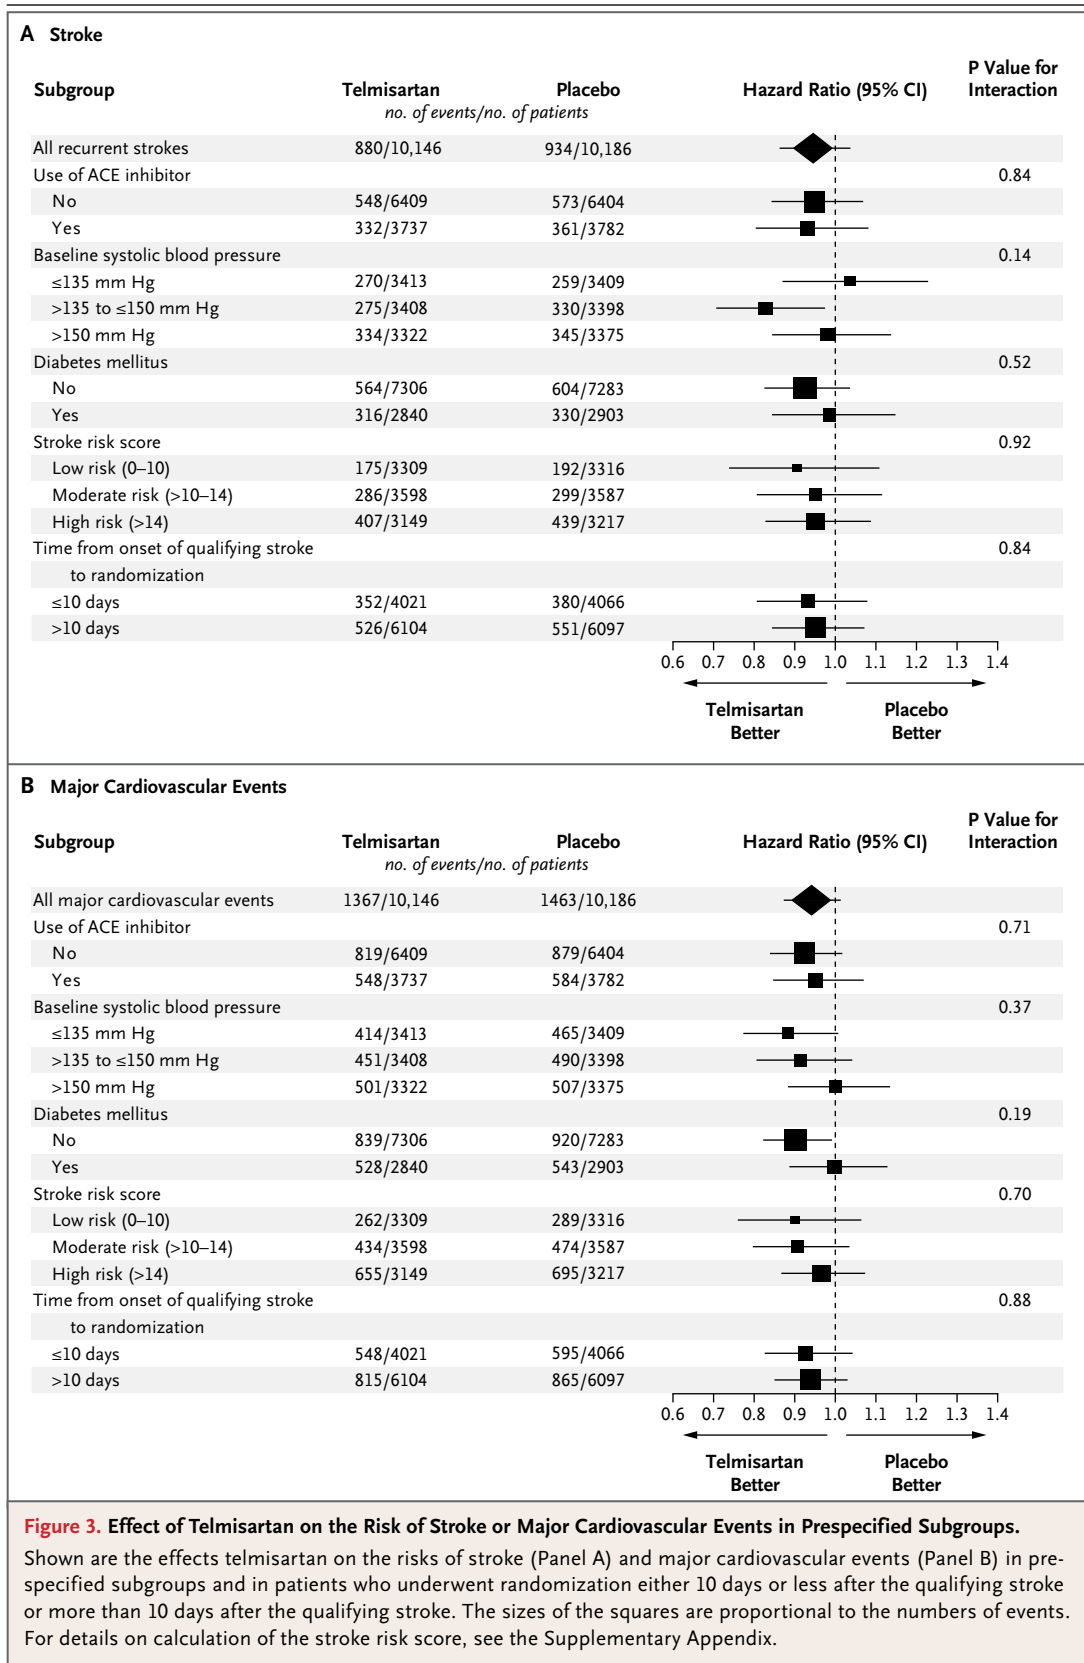 A Stroke
Subgroup Telmisartan Placebo Hazard Ratio (95% CI) P Value for Interaction
no. of events/no. of patients
All recurrent strokes 880/10,146 934/10,186
Use of ACE inhibitor 0.84
No 548/6409 573/6404
Yes 332/3737 361/3782
Baseline systolic blood pressure 0.14
≤135 mm Hg 270/3413 259/3409
>135 to ≤150 mm Hg 275/3408 330/3398
>150 mm Hg 334/3322 345/3375
Diabetes mellitus 0.52
No 564/7306 604/7283
Yes 316/2840 330/2903
Stroke risk score 0.92
Low risk (0–10) 175/3309 192/3316
Moderate risk (>10–14) 286/3598 299/3587
High risk (>14) 407/3149 439/3217
Time from onset of qualifying stroke 0.84
to randomization
≤10 days 352/4021 380/4066
>10 days 526/6104 551/6097
0.6 0.7 0.8 0.9 1.0 1.1 1.2 1.3 1.4
Telmisartan Better Placebo Better
B Major Cardiovascular Events
Subgroup Telmisartan Placebo Hazard Ratio (95% CI) P Value for Interaction
no. of events/no. of patients
All major cardiovascular events 1367/10,146 1463/10,186
Use of ACE inhibitor 0.71
No 819/6409 879/6404
Yes 548/3737 584/3782
Baseline systolic blood pressure 0.37
≤135 mm Hg 414/3413 465/3409
>135 to ≤150 mm Hg 451/3408 490/3398
>150 mm Hg 501/3322 507/3375
Diabetes mellitus 0.19
No 839/7306 920/7283
Yes 528/2840 543/2903
Stroke risk score 0.70
Low risk (0–10) 262/3309 289/3316
Moderate risk (>10–14) 434/3598 474/3587
High risk (>14) 655/3149 695/3217
Time from onset of qualifying stroke 0.88
to randomization
≤10 days 548/4021 595/4066
>10 days 815/6104 865/6097
0.6 0.7 0.8 0.9 1.0 1.1 1.2 1.3 1.4
Telmisartan Better Placebo Better
Figure 3. Effect of Telmisartan on the Risk of Stroke or Major Cardiovascular Events in Prespecified Subgroups.
Shown are the effects telmisartan on the risks of stroke (Panel A) and major cardiovascular events (Panel B) in pre-
specified subgroups and in patients who underwent randomization either 10 days or less after the qualifying stroke
or more than 10 days after the qualifying stroke. The sizes of the squares are proportional to the numbers of events.
For details on calculation of the stroke risk score, see the Supplementary Appendix.